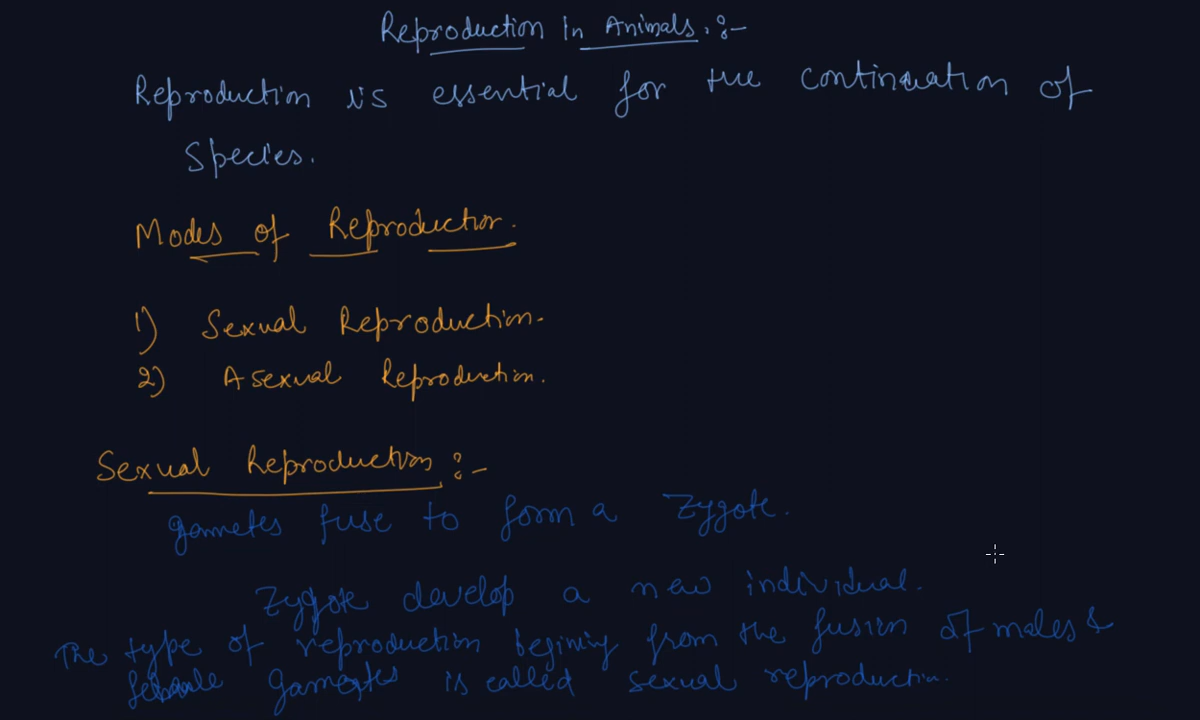 Reproduction In Animals :-
Reproduction is essential for the continuation of
Species.
Modes of Reproduction.
1) Sexual Reproduction.
2) Asexual Reproduction.
Sexual Reproduction :-
gametes fuse to form a Zygote.
Zygote develop a new individual.
The type of reproduction begining from the fusion of males &
female gametes is called sexual reproduction.